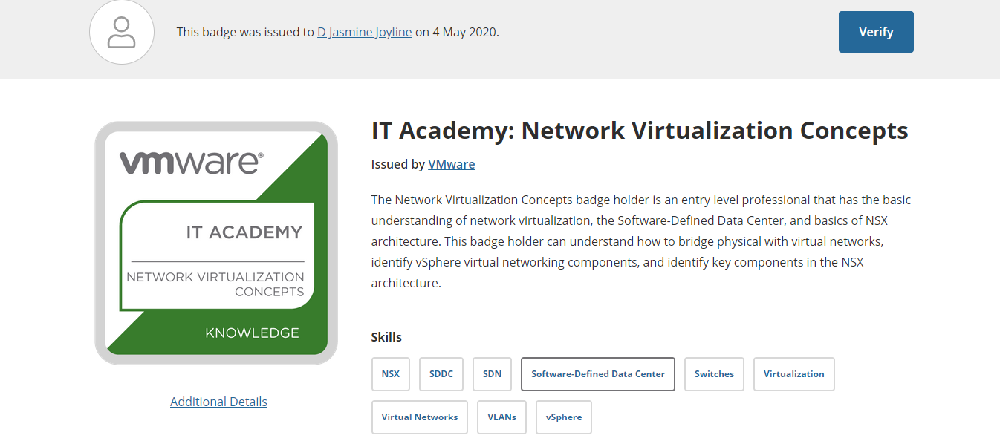 This badge was issued to D Jasmine Joyline on 4 May 2020.
Verify
vmware®
IT ACADEMY
NETWORK VIRTUALIZATION
CONCEPTS
KNOWLEDGE
Additional Details
IT Academy: Network Virtualization Concepts
Issued by VMware
The Network Virtualization Concepts badge holder is an entry level professional that has the basic
understanding of network virtualization, the Software-Defined Data Center, and basics of NSX
architecture. This badge holder can understand how to bridge physical with virtual networks,
identify vSphere virtual networking components, and identify key components in the NSX
architecture.
Skills
NSX SDDC SDN Software-Defined Data Center Switches Virtualization
Virtual Networks VLANs vSphere